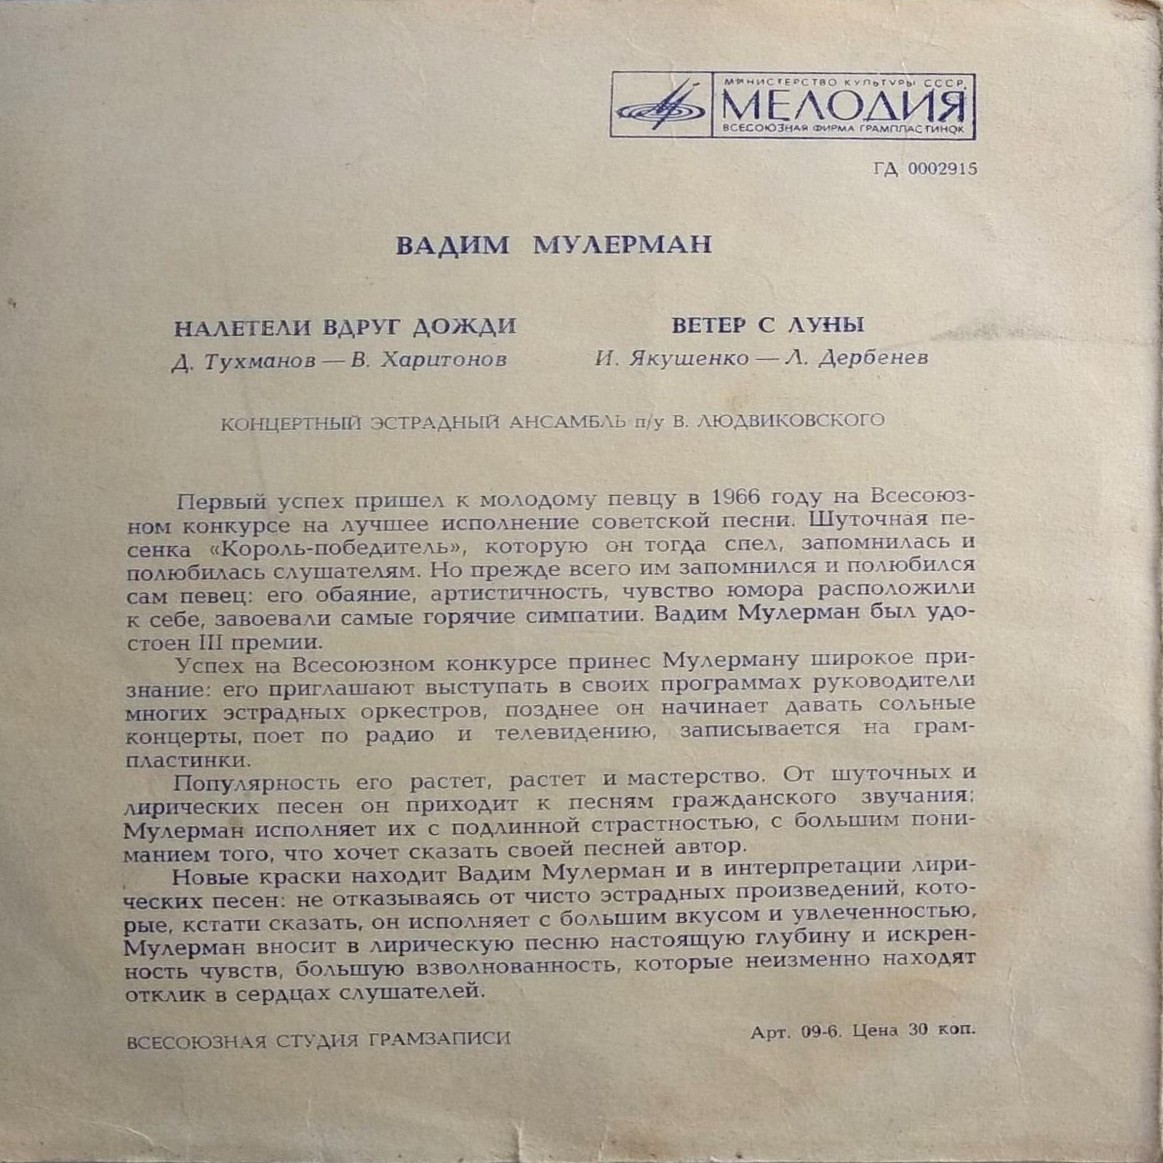 МИНИСТЕРСТВО КУЛЬТУРЫ СССР
МЕЛОДИЯ
ВСЕСОЮЗНАЯ ФИРМА ГРАМПЛАСТИНОК
ГД 0002915
ВАДИМ МУЛЕРМАН
НАЛЕТЕЛИ ВДРУГ ДОЖДИ
Д. Тухманов — В. Харитонов
ВЕТЕР С ЛУНЫ
И. Якушенко — Л. Дербенев
КОНЦЕРТНЫЙ ЭСТРАДНЫЙ АНСАМБЛЬ п/у В. ЛЮДВИКОВСКОГО
Первый успех пришел к молодому певцу в 1966 году на Всесоюз-
ном конкурсе на лучшее исполнение советской песни. Шуточная пе-
сенка «Король-победитель», которую он тогда спел, запомнилась и
полюбилась слушателям. Но прежде всего им запомнился и полюбился
сам певец: его обаяние, артистичность, чувство юмора расположили
к себе, завоевали самые горячие симпатии. Вадим Мулерман был удо-
стоен III премии.
Успех на Всесоюзном конкурсе принес Мулерману широкое при-
знание: его приглашают выступать в своих программах руководители
многих эстрадных оркестров, позднее он начинает давать сольные
концерты, поет по радио и телевидению, записывается на грам-
пластинки.
Популярность его растет, растет и мастерство. От шуточных и
лирических песен он приходит к песням гражданского звучания:
Мулерман исполняет их с подлинной страстностью, с большим пони-
манием того, что хочет сказать своей песней автор.
Новые краски находит Вадим Мулерман и в интерпретации лири-
ческих песен: не отказываясь от чисто эстрадных произведений, кото-
рые, кстати сказать, он исполняет с большим вкусом и увлеченностью,
Мулерман вносит в лирическую песню настоящую глубину и искрен-
ность чувств, большую взволнованность, которые неизменно находят
отклик в сердцах слушателей.
ВСЕСОЮЗНАЯ СТУДИЯ ГРАМЗАПИСИ
Арт. 09-6. Цена 30 коп.